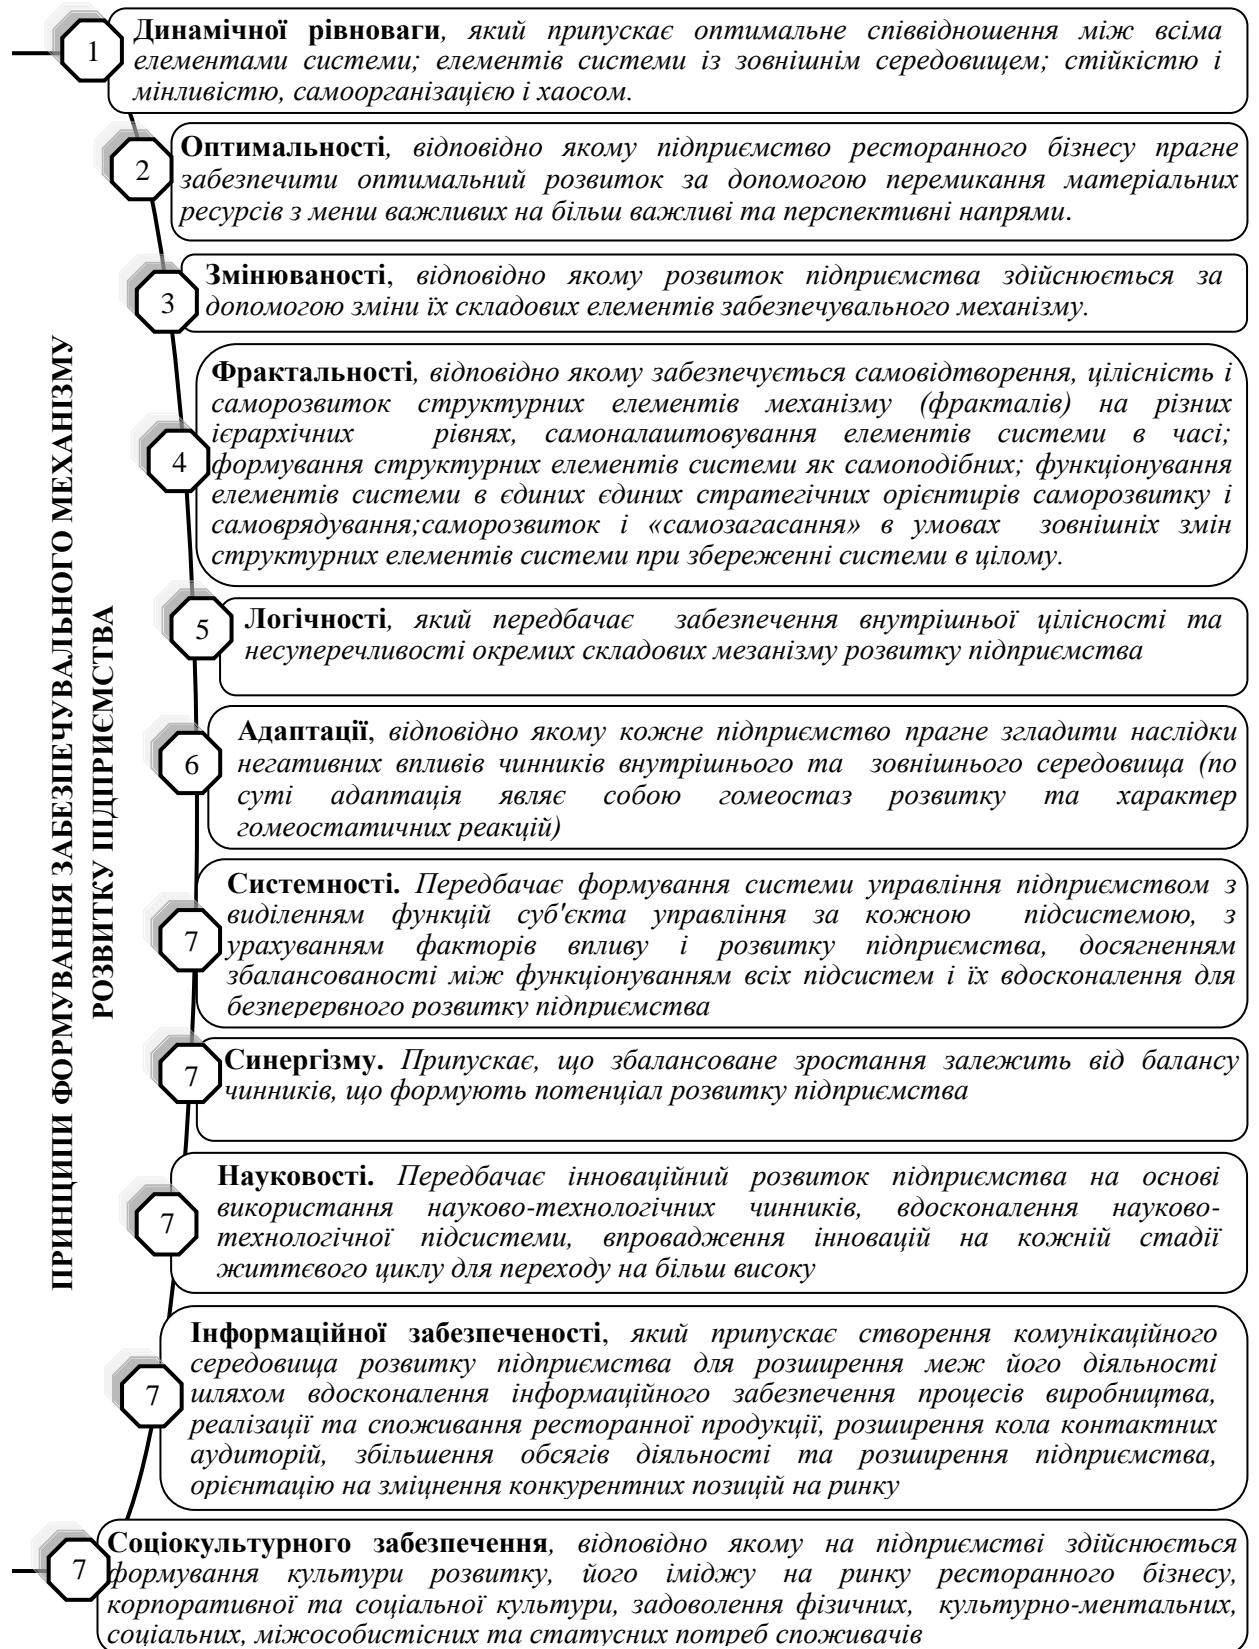 ПРИНЦИПИ ФОРМУВАННЯ ЗАБЕЗПЕЧУВАЛЬНОГО МЕХАНІЗМУ
РОЗВИТКУ ПІДПРИЄМСТВА
1
Динамічної рівноваги, який припускає оптимальне співвідношення між всіма
елементами системи; елементів системи із зовнішнім середовищем; стійкістю і
мінливістю, самоорганізацією і хаосом.
2
Оптимальності, відповідно якому підприємство ресторанного бізнесу прагне
забезпечити оптимальний розвиток за допомогою перемикання матеріальних
ресурсів з менш важливих на більш важливі та перспективні напрями.
3
Змінюваності, відповідно якому розвиток підприємства здійснюється за
допомогою зміни їх складових елементів забезпечувального механізму.
4
Фрактальності, відповідно якому забезпечується самовідтворення, цілісність і
саморозвиток структурних елементів механізму (фракталів) на різних
ієрархічних рівнях, самоналаштовування елементів системи в часі;
формування структурних елементів системи як самоподібних; функціонування
елементів системи в єдиних єдиних стратегічних орієнтирів саморозвитку і
самоврядування;саморозвиток і «самозагасання» в умовах зовнішніх змін
структурних елементів системи при збереженні системи в цілому.
5
Логічності, який передбачає забезпечення внутрішньої цілісності та
несуперечливості окремих складових мезанізму розвитку підприємства
6
Адаптації, відповідно якому кожне підприємство прагне згладити наслідки
негативних впливів чинників внутрішнього та зовнішнього середовища (по
суті адаптація являє собою гомеостаз розвитку та характер
гомеостатичних реакцій)
7
Системності. Передбачає формування системи управління підприємством з
виділенням функцій суб'єкта управління за кожною підсистемою, з
урахуванням факторів впливу і розвитку підприємства, досягненням
збалансованості між функціонуванням всіх підсистем і їх вдосконалення для
безперервного розвитку підприємства
7
Синергізму. Припускає, що збалансоване зростання залежить від балансу
чинників, що формують потенціал розвитку підприємства
7
Науковості. Передбачає інноваційний розвиток підприємства на основі
використання науково-технологічних чинників, вдосконалення науково-
технологічної підсистеми, впровадження інновацій на кожній стадії
життєвого циклу для переходу на більш високу
7
Інформаційної забезпеченості, який припускає створення комунікаційного
середовища розвитку підприємства для розширення меж його діяльності
шляхом вдосконалення інформаційного забезпечення процесів виробництва,
реалізації та споживання ресторанної продукції, розширення кола контактних
аудиторій, збільшення обсягів діяльності та розширення підприємства,
орієнтацію на зміцнення конкурентних позицій на ринку
7
Соціокультурного забезпечення, відповідно якому на підприємстві здійснюється
формування культури розвитку, його іміджу на ринку ресторанного бізнесу,
корпоративної та соціальної культури, задоволення фізичних, культурно-ментальних,
соціальних, міжособистісних та статусних потреб споживачів